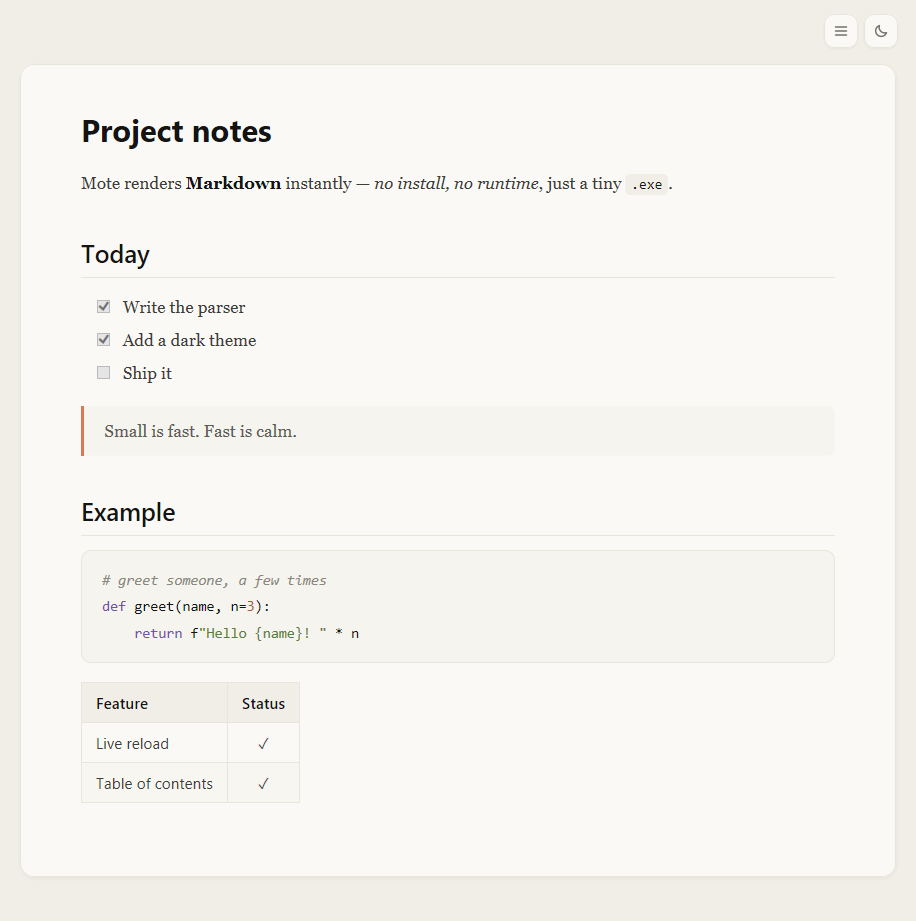 Project notes
Mote renders Markdown instantly — no install, no runtime, just a tiny .exe.
Today
Write the parser
Add a dark theme
Ship it
Small is fast. Fast is calm.
Example
# greet someone, a few times
def greet(name, n=3):
    return f"Hello {name}! " * n
Feature Status
Live reload ✓
Table of contents ✓